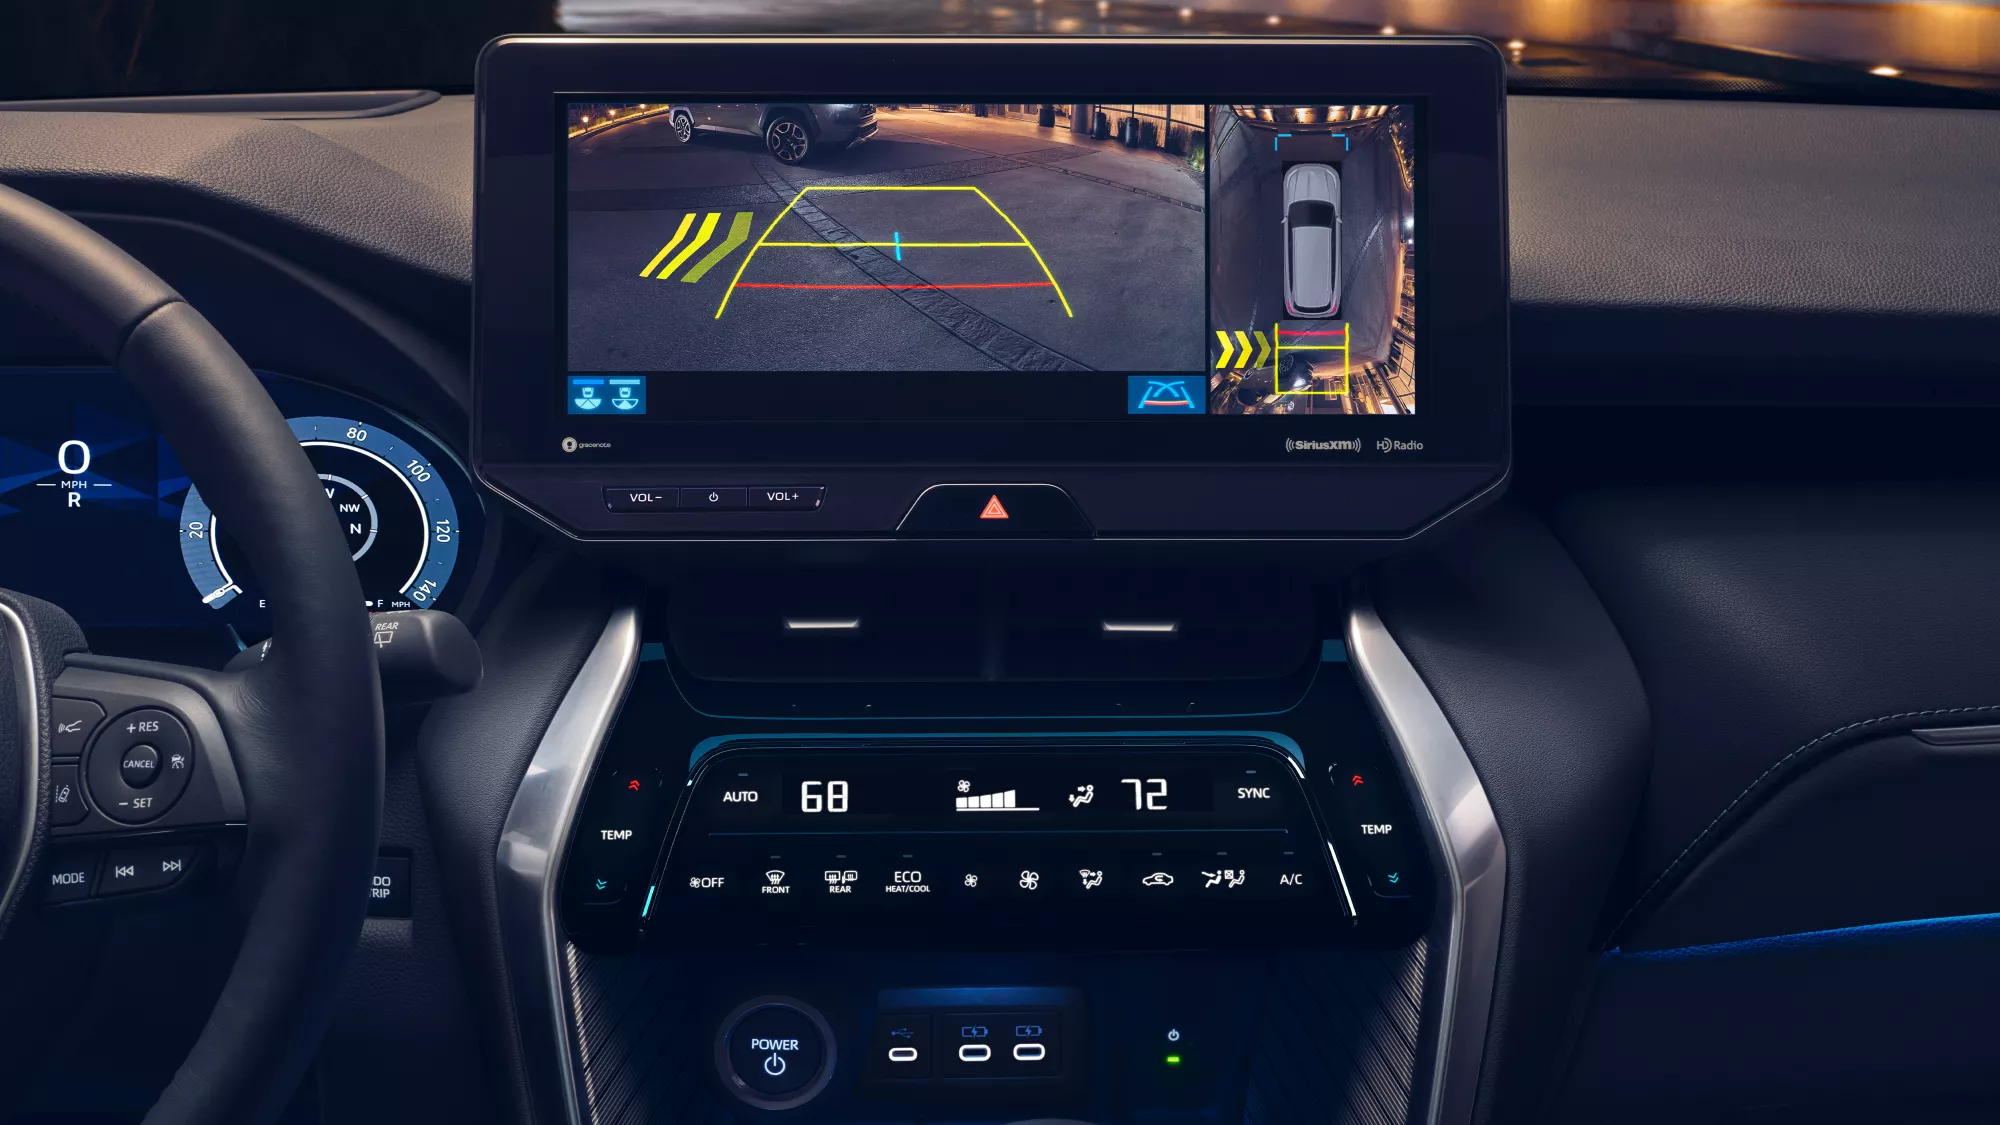 gracenote
((SiriusXM))
HD Radio
VOL-
VOL+
0
MPH
R
20
80
100
120
140
NW
N
E
F
MPH
REAR
+ RES
CANCEL
- SET
MODE
TRIP
AUTO
68
72
SYNC
TEMP
TEMP
OFF
FRONT
REAR
ECO
HEAT/COOL
A/C
POWER